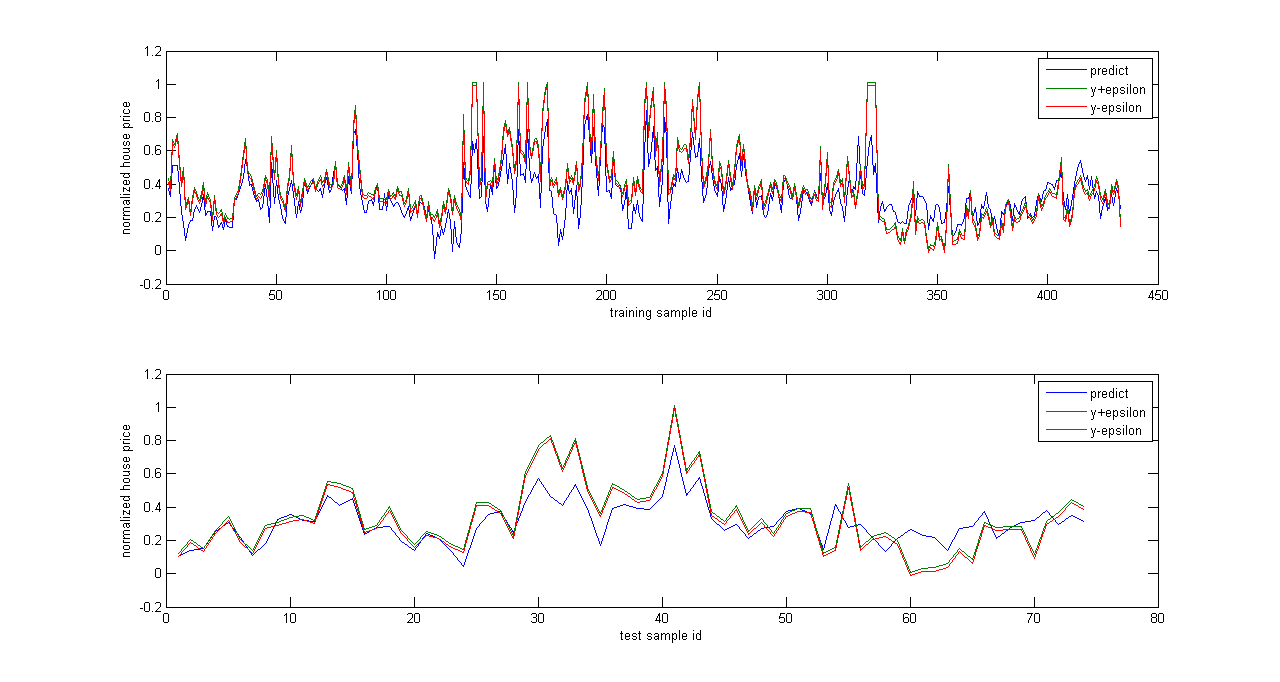 1.2
1
0.8
0.6
0.4
0.2
0
-0.2
normalized house price
0 50 100 150 200 250 300 350 400 450
training sample id
predict
y+epsilon
y-epsilon
1.2
1
0.8
0.6
0.4
0.2
0
-0.2
normalized house price
0 10 20 30 40 50 60 70 80
test sample id
predict
y+epsilon
y-epsilon